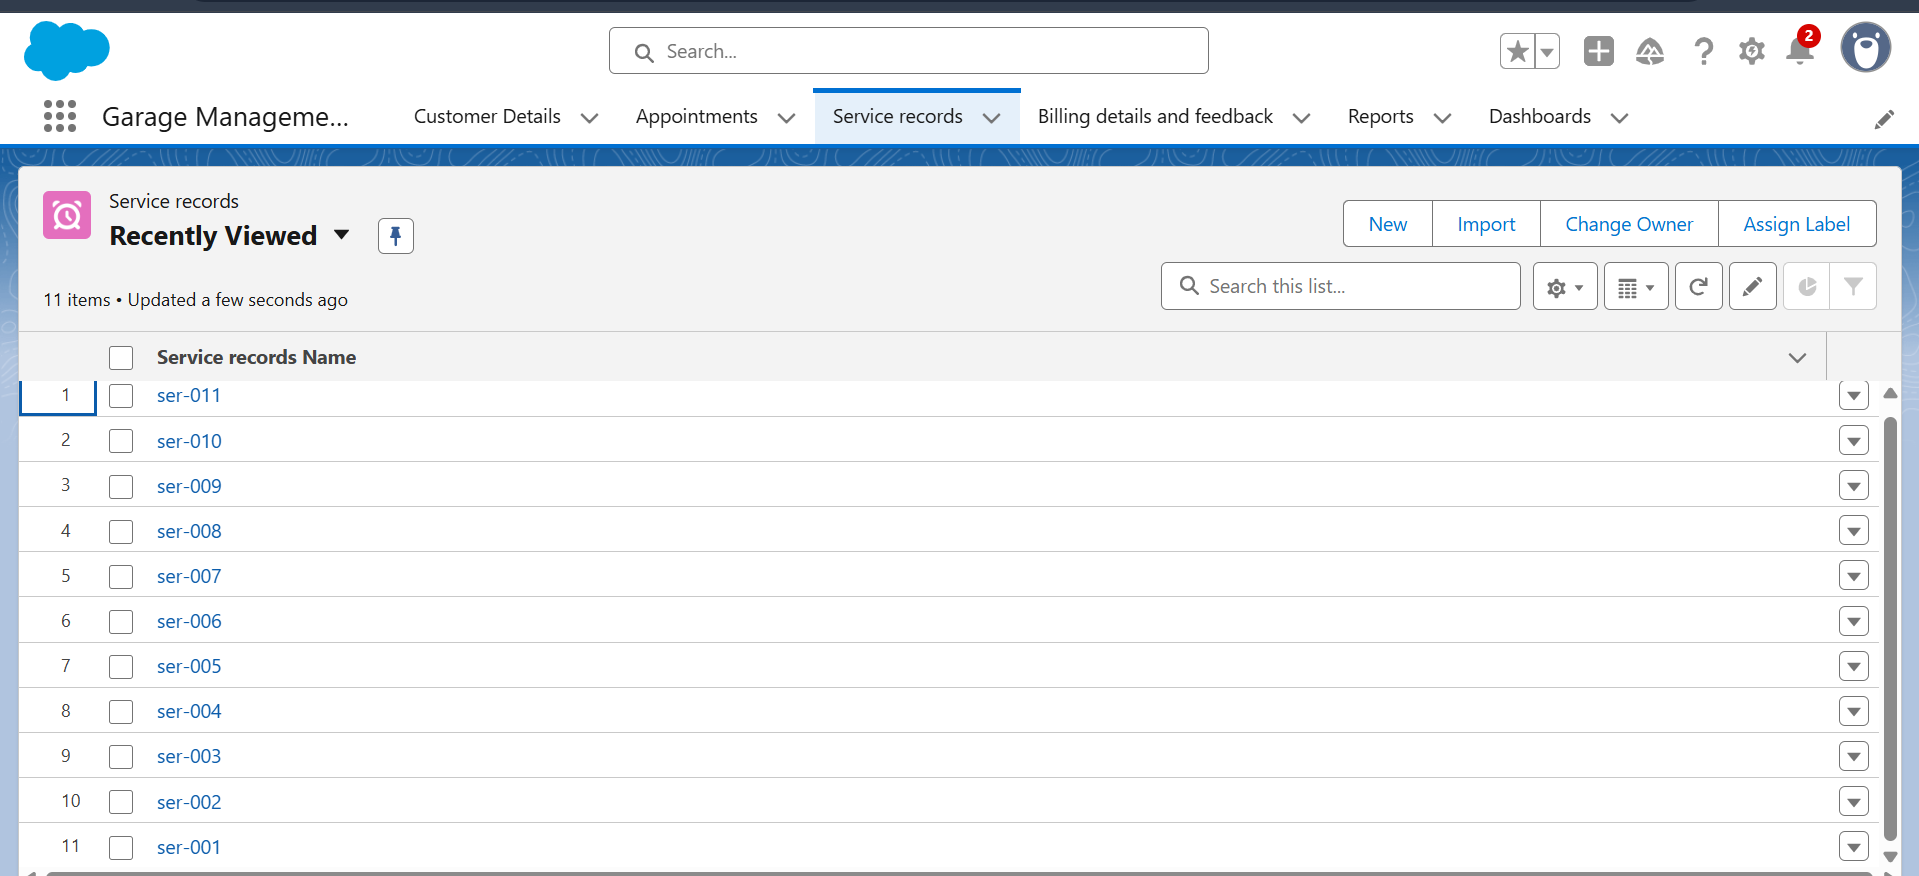 Search...
2
Garage Manageme...
Customer Details
Appointments
Service records
Billing details and feedback
Reports
Dashboards
Service records
Recently Viewed
New
Import
Change Owner
Assign Label
11 items • Updated a few seconds ago
Search this list...
Service records Name
1 ser-011
2 ser-010
3 ser-009
4 ser-008
5 ser-007
6 ser-006
7 ser-005
8 ser-004
9 ser-003
10 ser-002
11 ser-001